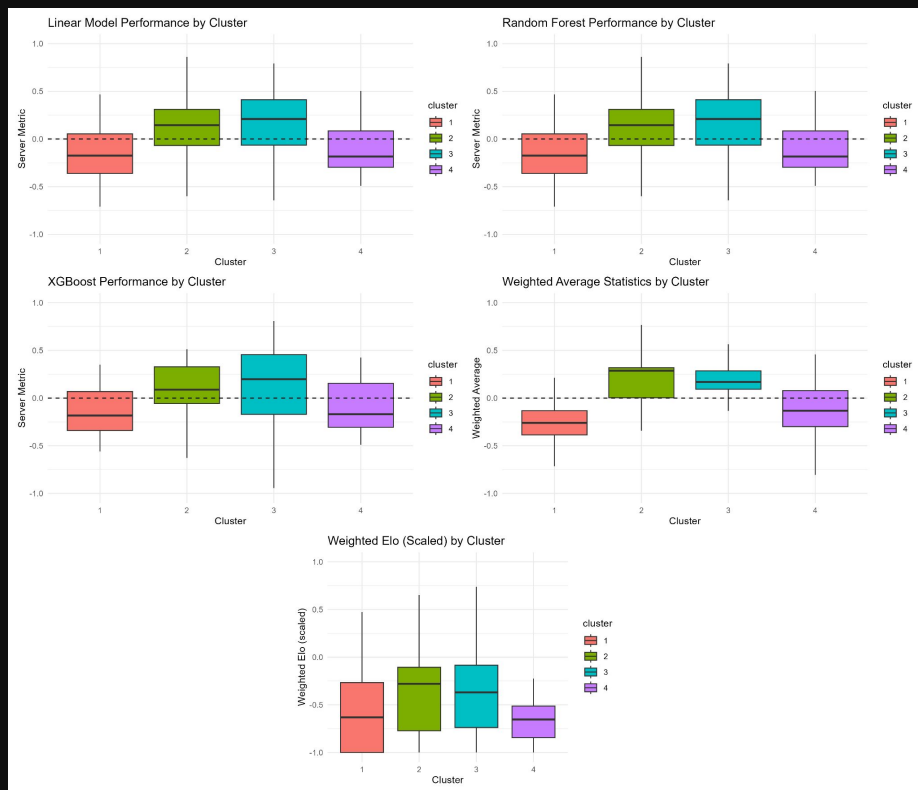 Linear Model Performance by Cluster
1.0
0.5
0.0
-0.5
-1.0
Server Metric
1 2 3 4
Cluster
cluster
1
2
3
4
Random Forest Performance by Cluster
1.0
0.5
0.0
-0.5
-1.0
Server Metric
1 2 3 4
Cluster
cluster
1
2
3
4
XGBoost Performance by Cluster
1.0
0.5
0.0
-0.5
-1.0
Server Metric
1 2 3 4
Cluster
cluster
1
2
3
4
Weighted Average Statistics by Cluster
1.0
0.5
0.0
-0.5
-1.0
Weighted Average
1 2 3 4
Cluster
cluster
1
2
3
4
Weighted Elo (Scaled) by Cluster
1.0
0.5
0.0
-0.5
-1.0
Weighted Elo (scaled)
1 2 3 4
Cluster
cluster
1
2
3
4